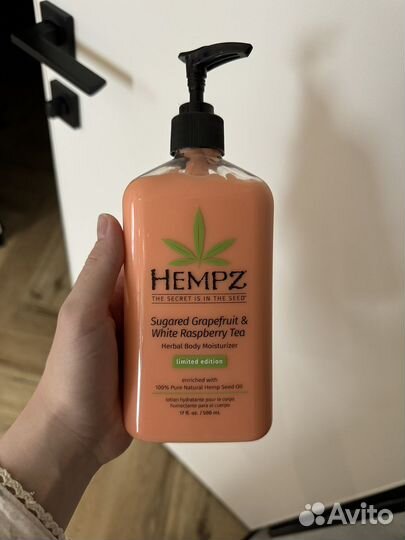 HEMPZ
THE SECRET IS IN THE SEED
Sugared Grapefruit &
White Raspberry Tea
Herbal Body Moisturizer
limited edition
enriched with
100% Pure Natural Hemp Seed Oil
lotion hydratante pour le corps
humectante para el cuerpo
17 fl. oz. / 500 mL
Avito